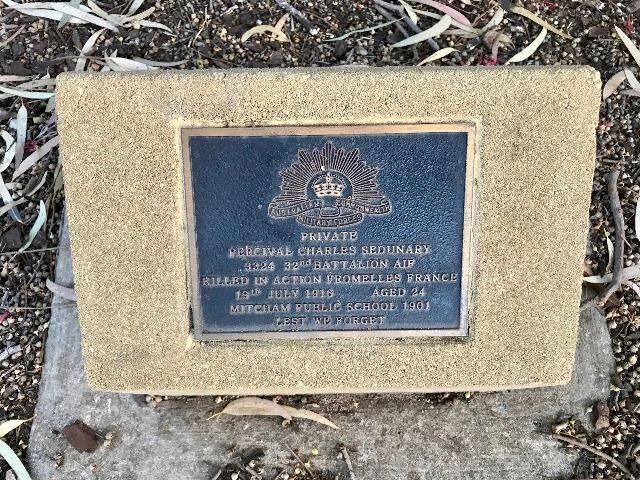 AUSTRALIAN COMMONWEALTH
MILITARY FORCES
PRIVATE
PERCIVAL CHARLES SEDUNARY
3324 32nd BATTALION AIF
KILLED IN ACTION FROMELLES FRANCE
19TH JULY 1916 AGED 24
MITCHAM PUBLIC SCHOOL 1901
LEST WE FORGET